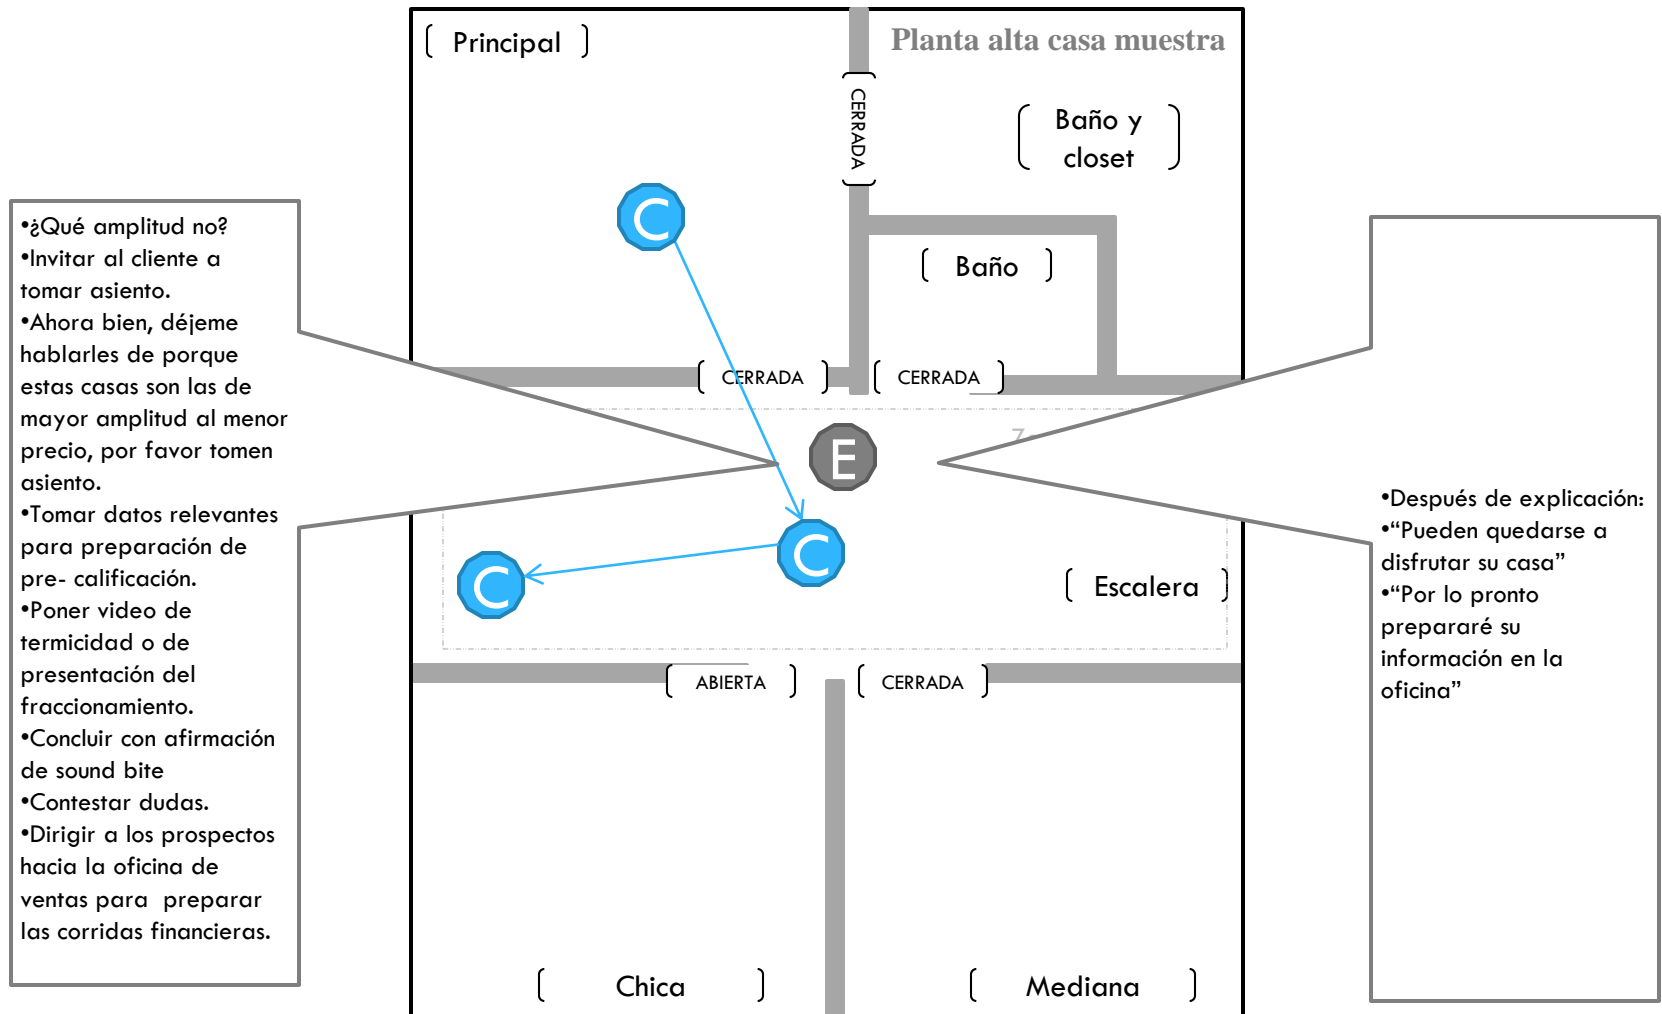 Principal
Planta alta casa muestra
CERRADA
Baño y
closet
•¿Qué amplitud no?
•Invitar al cliente a
tomar asiento.
•Ahora bien, déjeme
hablarles de porque
estas casas son las de
mayor amplitud al menor
precio, por favor tomen
asiento.
•Tomar datos relevantes
para preparación de
pre- calificación.
•Poner video de
termicidad o de
presentación del
fraccionamiento.
•Concluir con afirmación
de sound bite
•Contestar dudas.
•Dirigir a los prospectos
hacia la oficina de
ventas para  preparar
las corridas financieras.
C
Baño
CERRADA
CERRADA
E
C
C
Escalera
ABIERTA
CERRADA
Chica
Mediana
•Después de explicación:
•“Pueden quedarse a
disfrutar su casa”
•“Por lo pronto
prepararé su
información en la
oficina”